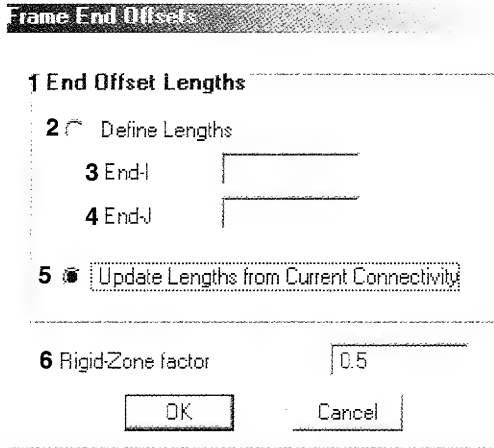 Frame End Offsets
1 End Offset Lengths
2 Define Lengths
3 End-I
4 End-J
5 Update Lengths from Current Connectivity
6 Rigid-Zone factor 0.5
OK Cancel